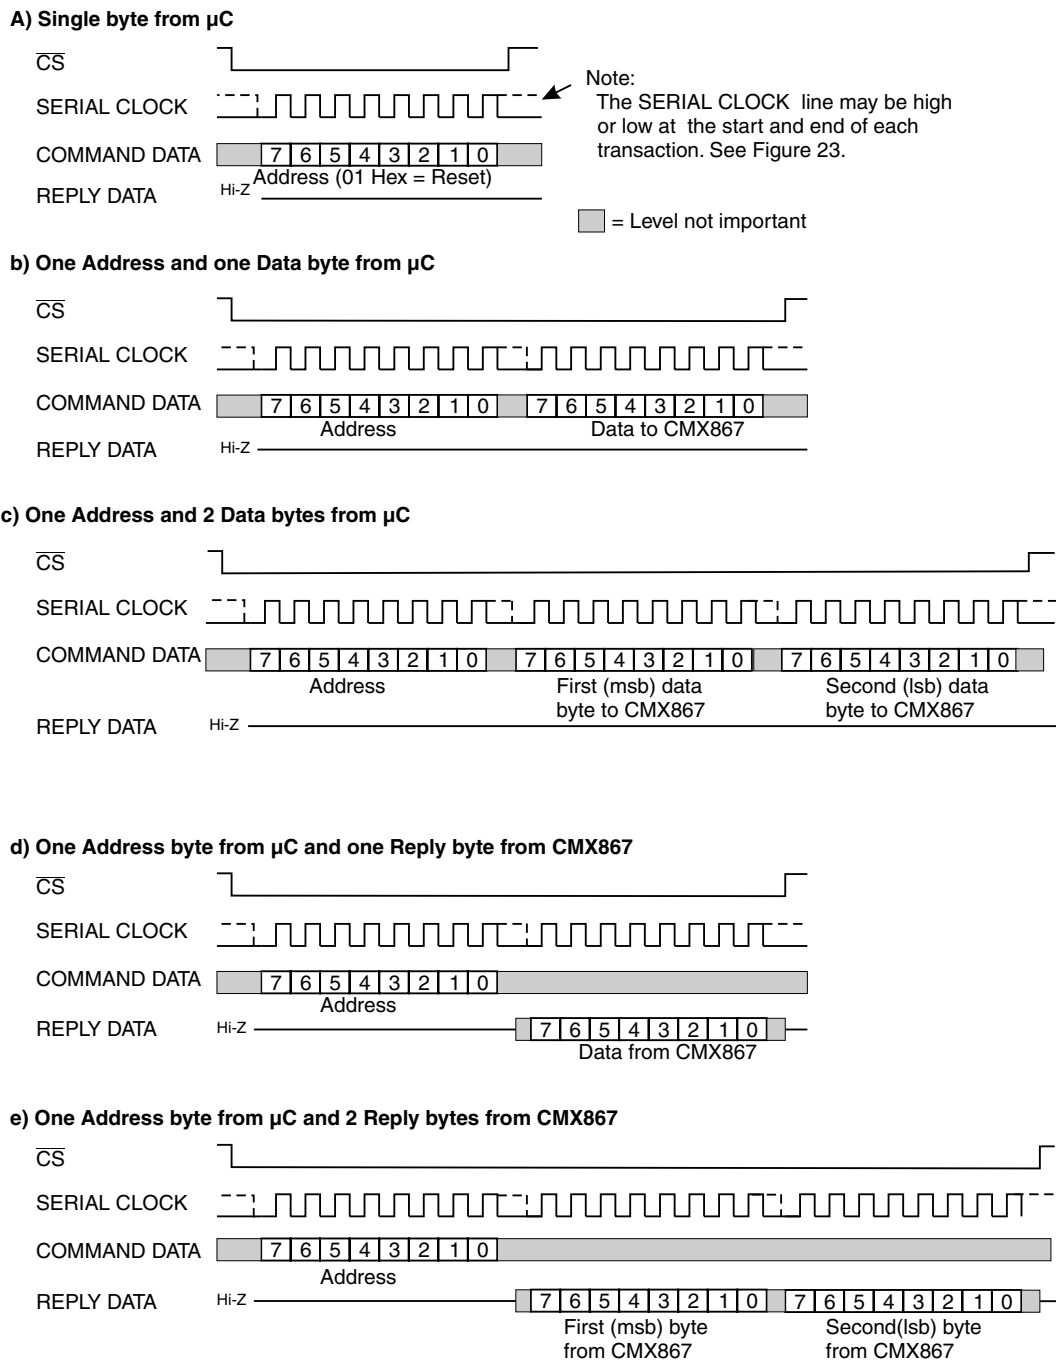 A) Single byte from µC
CS
SERIAL CLOCK
Note:
The SERIAL CLOCK line may be high
or low at the start and end of each
transaction. See Figure 23.
COMMAND DATA 7 6 5 4 3 2 1 0
Address (01 Hex = Reset)
REPLY DATA Hi-Z
= Level not important
b) One Address and one Data byte from µC
CS
SERIAL CLOCK
COMMAND DATA 7 6 5 4 3 2 1 0 7 6 5 4 3 2 1 0
Address Data to CMX867
REPLY DATA Hi-Z
c) One Address and 2 Data bytes from µC
CS
SERIAL CLOCK
COMMAND DATA 7 6 5 4 3 2 1 0 7 6 5 4 3 2 1 0 7 6 5 4 3 2 1 0
Address First (msb) data Second (lsb) data
byte to CMX867 byte to CMX867
REPLY DATA Hi-Z
d) One Address byte from µC and one Reply byte from CMX867
CS
SERIAL CLOCK
COMMAND DATA 7 6 5 4 3 2 1 0
Address
REPLY DATA Hi-Z 7 6 5 4 3 2 1 0
Data from CMX867
e) One Address byte from µC and 2 Reply bytes from CMX867
CS
SERIAL CLOCK
COMMAND DATA 7 6 5 4 3 2 1 0
Address
REPLY DATA Hi-Z 7 6 5 4 3 2 1 0 7 6 5 4 3 2 1 0
First (msb) byte Second(lsb) byte
from CMX867 from CMX867